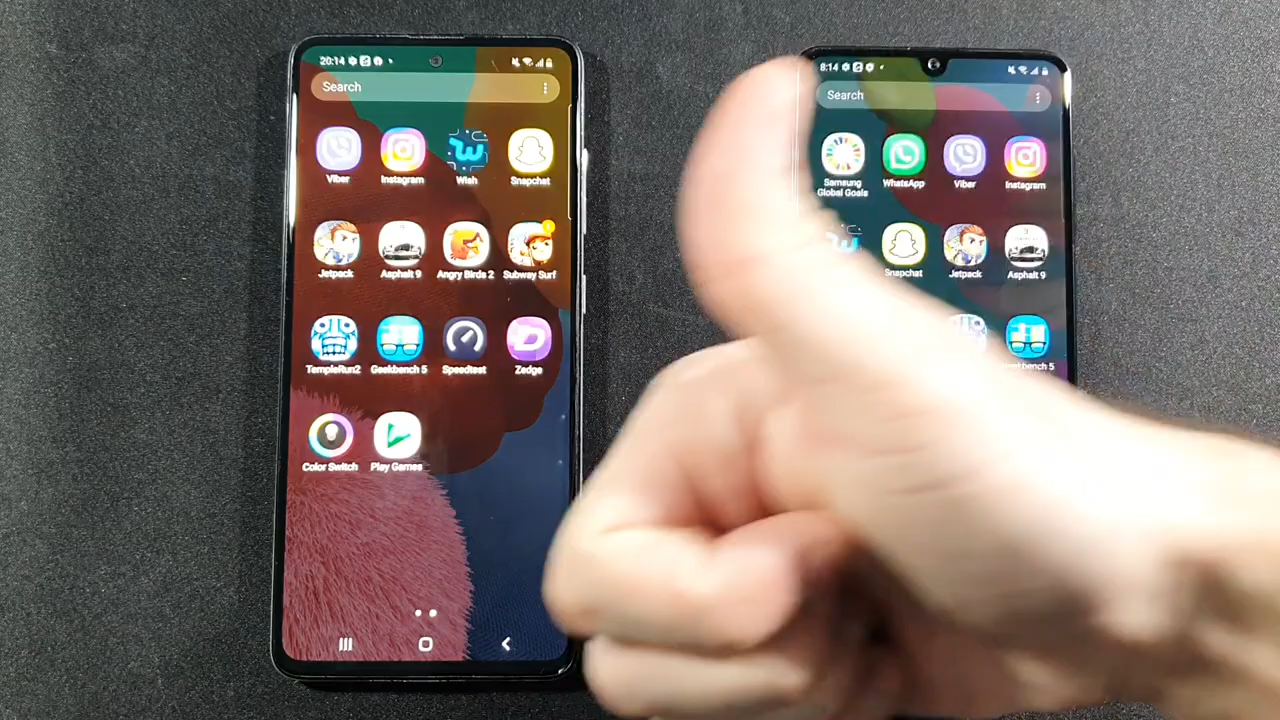 20:14
Search
Viber Instagram Wish Snapchat
Jetpack Asphalt 9 Angry Birds 2 Subway Surf
TempleRun2 Geekbench 5 Speedtest Zedge
Color Switch Play Games
8:14
Search
Samsung Global Goals WhatsApp Viber Instagram
Snapchat Jetpack Asphalt 9
eekbench 5